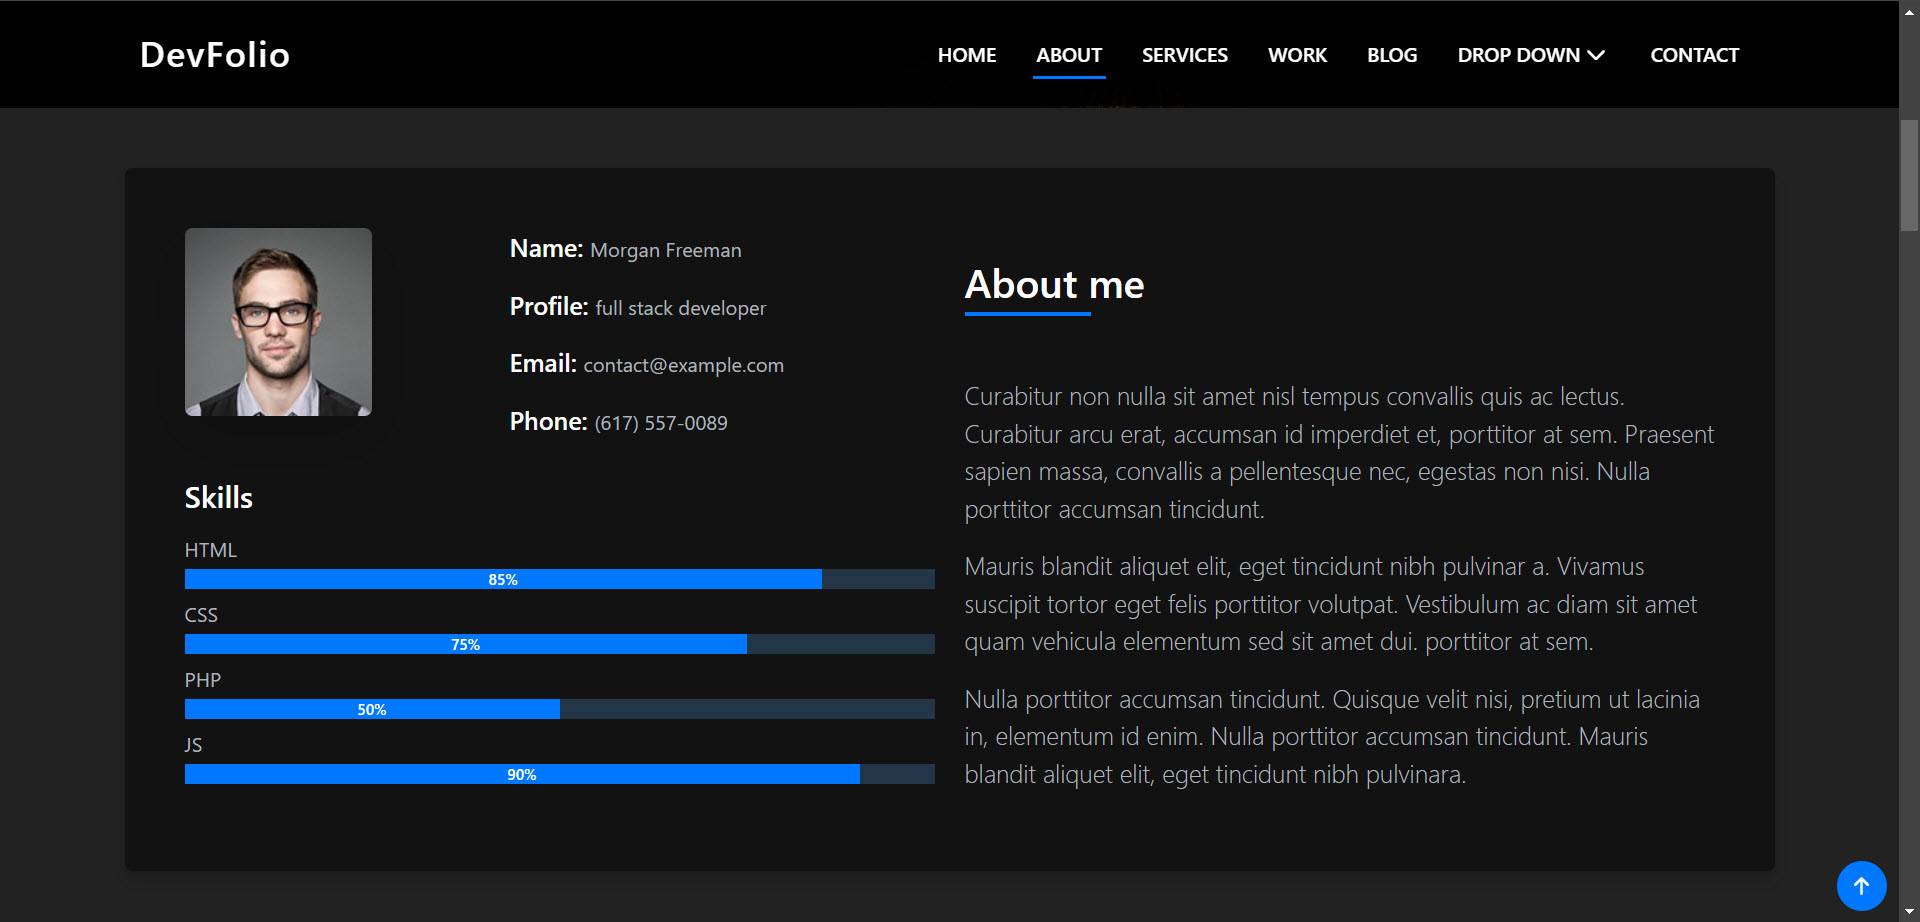 DevFolio
HOME
ABOUT
SERVICES
WORK
BLOG
DROP DOWN
CONTACT
Name: Morgan Freeman
Profile: full stack developer
Email: contact@example.com
Phone: (617) 557-0089
Skills
HTML
85%
CSS
75%
PHP
50%
JS
90%
About me
Curabitur non nulla sit amet nisl tempus convallis quis ac lectus.
Curabitur arcu erat, accumsan id imperdiet et, porttitor at sem. Praesent
sapien massa, convallis a pellentesque nec, egestas non nisi. Nulla
porttitor accumsan tincidunt.
Mauris blandit aliquet elit, eget tincidunt nibh pulvinar a. Vivamus
suscipit tortor eget felis porttitor volutpat. Vestibulum ac diam sit amet
quam vehicula elementum sed sit amet dui. porttitor at sem.
Nulla porttitor accumsan tincidunt. Quisque velit nisi, pretium ut lacinia
in, elementum id enim. Nulla porttitor accumsan tincidunt. Mauris
blandit aliquet elit, eget tincidunt nibh pulvinara.